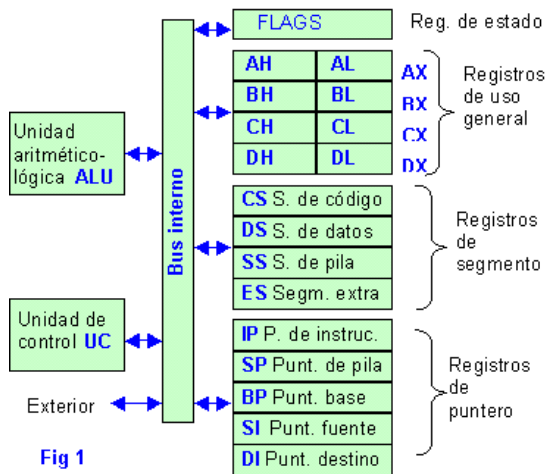 FLAGS
Reg. de estado
AH AL AX
BH BL BX
CH CL CX
DH DL DX
Registros
de uso
general
Unidad
aritmético-
lógica ALU
Bus interno
CS S. de código
DS S. de datos
SS S. de pila
ES Segm. extra
Registros
de
segmento
Unidad de
control UC
Exterior
IP P. de instruc.
SP Punt. de pila
BP Punt. base
SI Punt. fuente
DI Punt. destino
Registros
de
puntero
Fig 1